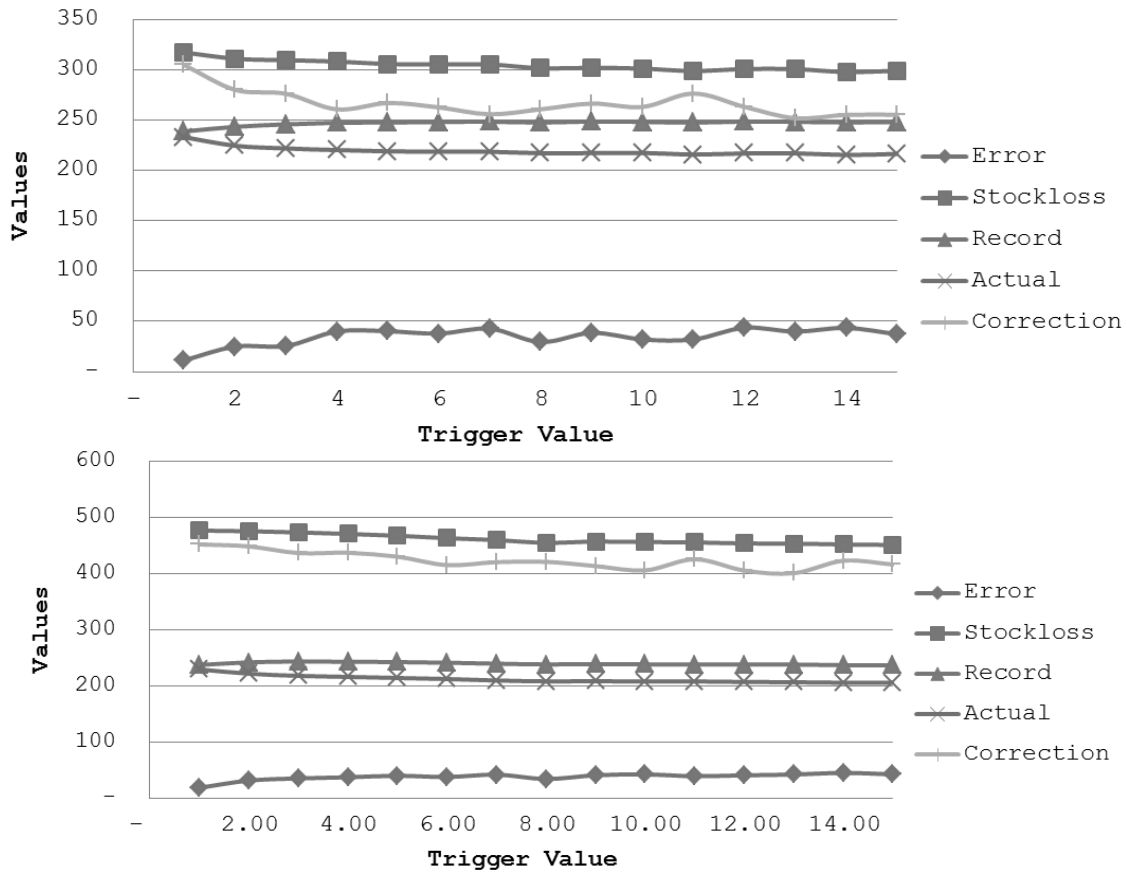 350
300
250
200
150
100
50
–
Values
– 2 4 6 8 10 12 14
Trigger Value
Error
Stockloss
Record
Actual
Correction
600
500
400
300
200
100
–
Values
– 2.00 4.00 6.00 8.00 10.00 12.00 14.00
Trigger Value
Error
Stockloss
Record
Actual
Correction